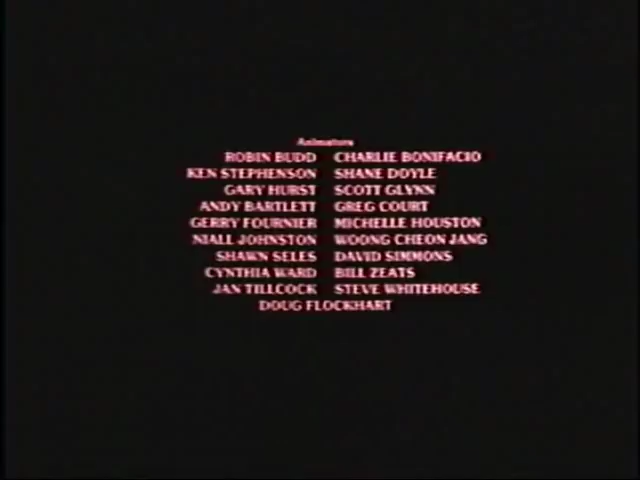 Animators
ROBIN BUDD CHARLIE BONIFACIO
KEN STEPHENSON SHANE DOYLE
GARY HURST SCOTT GLYNN
ANDY BARTLETT GREG COURT
GERRY FOURNIER MICHELLE HOUSTON
NIALL JOHNSTON WOONG CHEON JANG
SHAWN SELES DAVID SIMMONS
CYNTHIA WARD BILL ZEATS
JAN TILLCOCK STEVE WHITEHOUSE
DOUG FLOCKHART